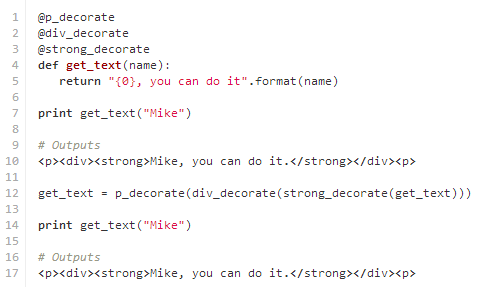 1 @p_decorate
2 @div_decorate
3 @strong_decorate
4 def get_text(name):
5    return "{0}, you can do it".format(name)
6
7 print get_text("Mike")
8
9 # Outputs
10 <p><div><strong>Mike, you can do it.</strong></div><p>
11
12 get_text = p_decorate(div_decorate(strong_decorate(get_text)))
13
14 print get_text("Mike")
15
16 # Outputs
17 <p><div><strong>Mike, you can do it.</strong></div><p>